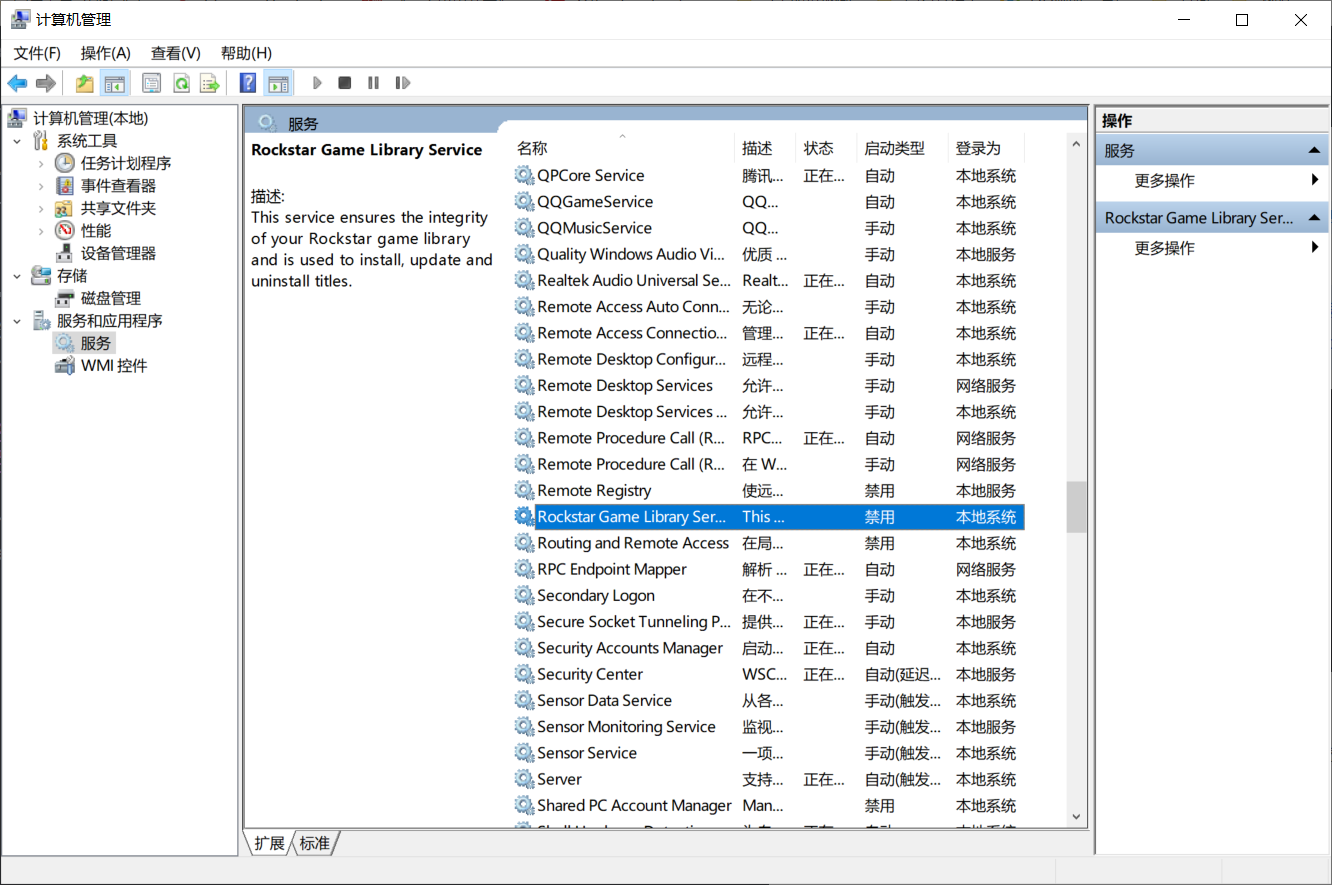 计算机管理
文件(F) 操作(A) 查看(V) 帮助(H)
计算机管理(本地)
系统工具
任务计划程序
事件查看器
共享文件夹
性能
设备管理器
存储
磁盘管理
服务和应用程序
服务
WMI 控件
服务
Rockstar Game Library Service
描述:
This service ensures the integrity
of your Rockstar game library
and is used to install, update and
uninstall titles.
名称 描述 状态 启动类型 登录为
QPCore Service 腾讯... 正在... 自动 本地系统
QQGameService QQ... 自动 本地系统
QQMusicService QQ... 手动 本地系统
Quality Windows Audio Vi... 优质 ... 手动 本地服务
Realtek Audio Universal Se... Realt... 正在... 自动 本地系统
Remote Access Auto Conn... 无论... 手动 本地系统
Remote Access Connectio... 管理... 正在... 自动 本地系统
Remote Desktop Configur... 远程... 手动 本地系统
Remote Desktop Services 允许... 手动 网络服务
Remote Desktop Services ... 允许... 手动 本地系统
Remote Procedure Call (R... RPC... 正在... 自动 网络服务
Remote Procedure Call (R... 在 W... 手动 网络服务
Remote Registry 使远... 禁用 本地服务
Rockstar Game Library Ser... This ... 禁用 本地系统
Routing and Remote Access 在局... 禁用 本地系统
RPC Endpoint Mapper 解析 ... 正在... 自动 网络服务
Secondary Logon 在不... 手动 本地系统
Secure Socket Tunneling P... 提供... 正在... 手动 本地服务
Security Accounts Manager 启动... 正在... 自动 本地系统
Security Center WSC... 正在... 自动(延迟... 本地服务
Sensor Data Service 从各... 手动(触发... 本地系统
Sensor Monitoring Service 监视... 手动(触发... 本地服务
Sensor Service 一项... 手动(触发... 本地系统
Server 支持... 正在... 自动(触发... 本地系统
Shared PC Account Manager Man... 禁用 本地系统
扩展 标准
操作
服务
更多操作
Rockstar Game Library Ser...
更多操作